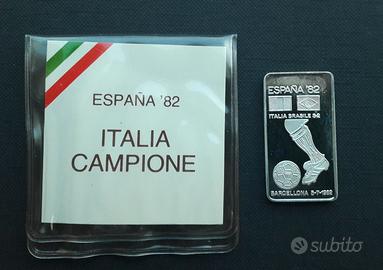 ESPAÑA '82
ITALIA
CAMPIONE
ESPAÑA '82
ITALIA BRASILE 3-2
BARCELLONA 5-7-1982
subito